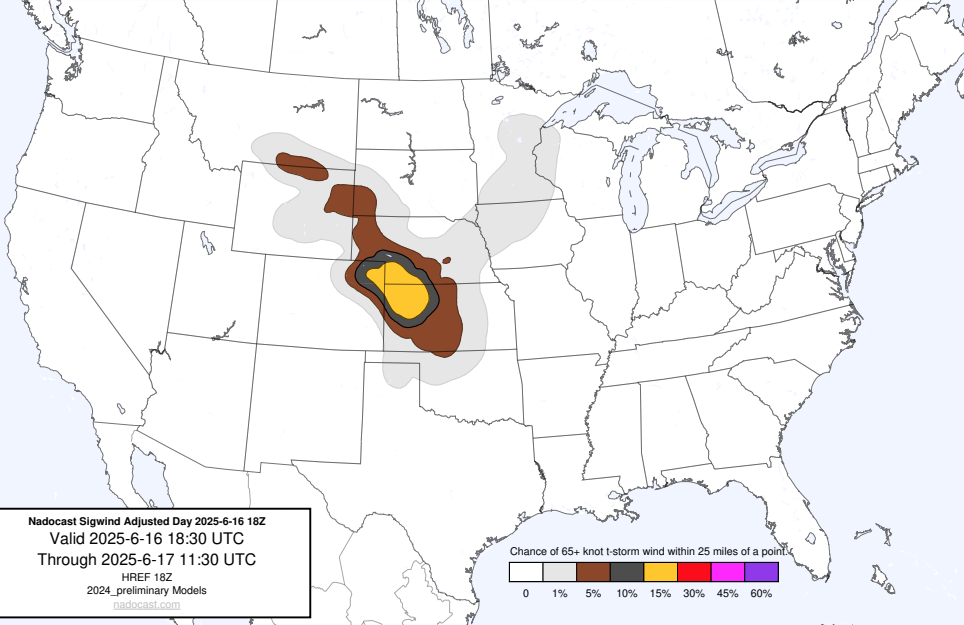 Nadocast Sigwind Adjusted Day 2025-6-16 18Z
Valid 2025-6-16 18:30 UTC
Through 2025-6-17 11:30 UTC
HREF 18Z
2024_preliminary Models
nadocast.com
Chance of 65+ knot t-storm wind within 25 miles of a point.
0 1% 5% 10% 15% 30% 45% 60%